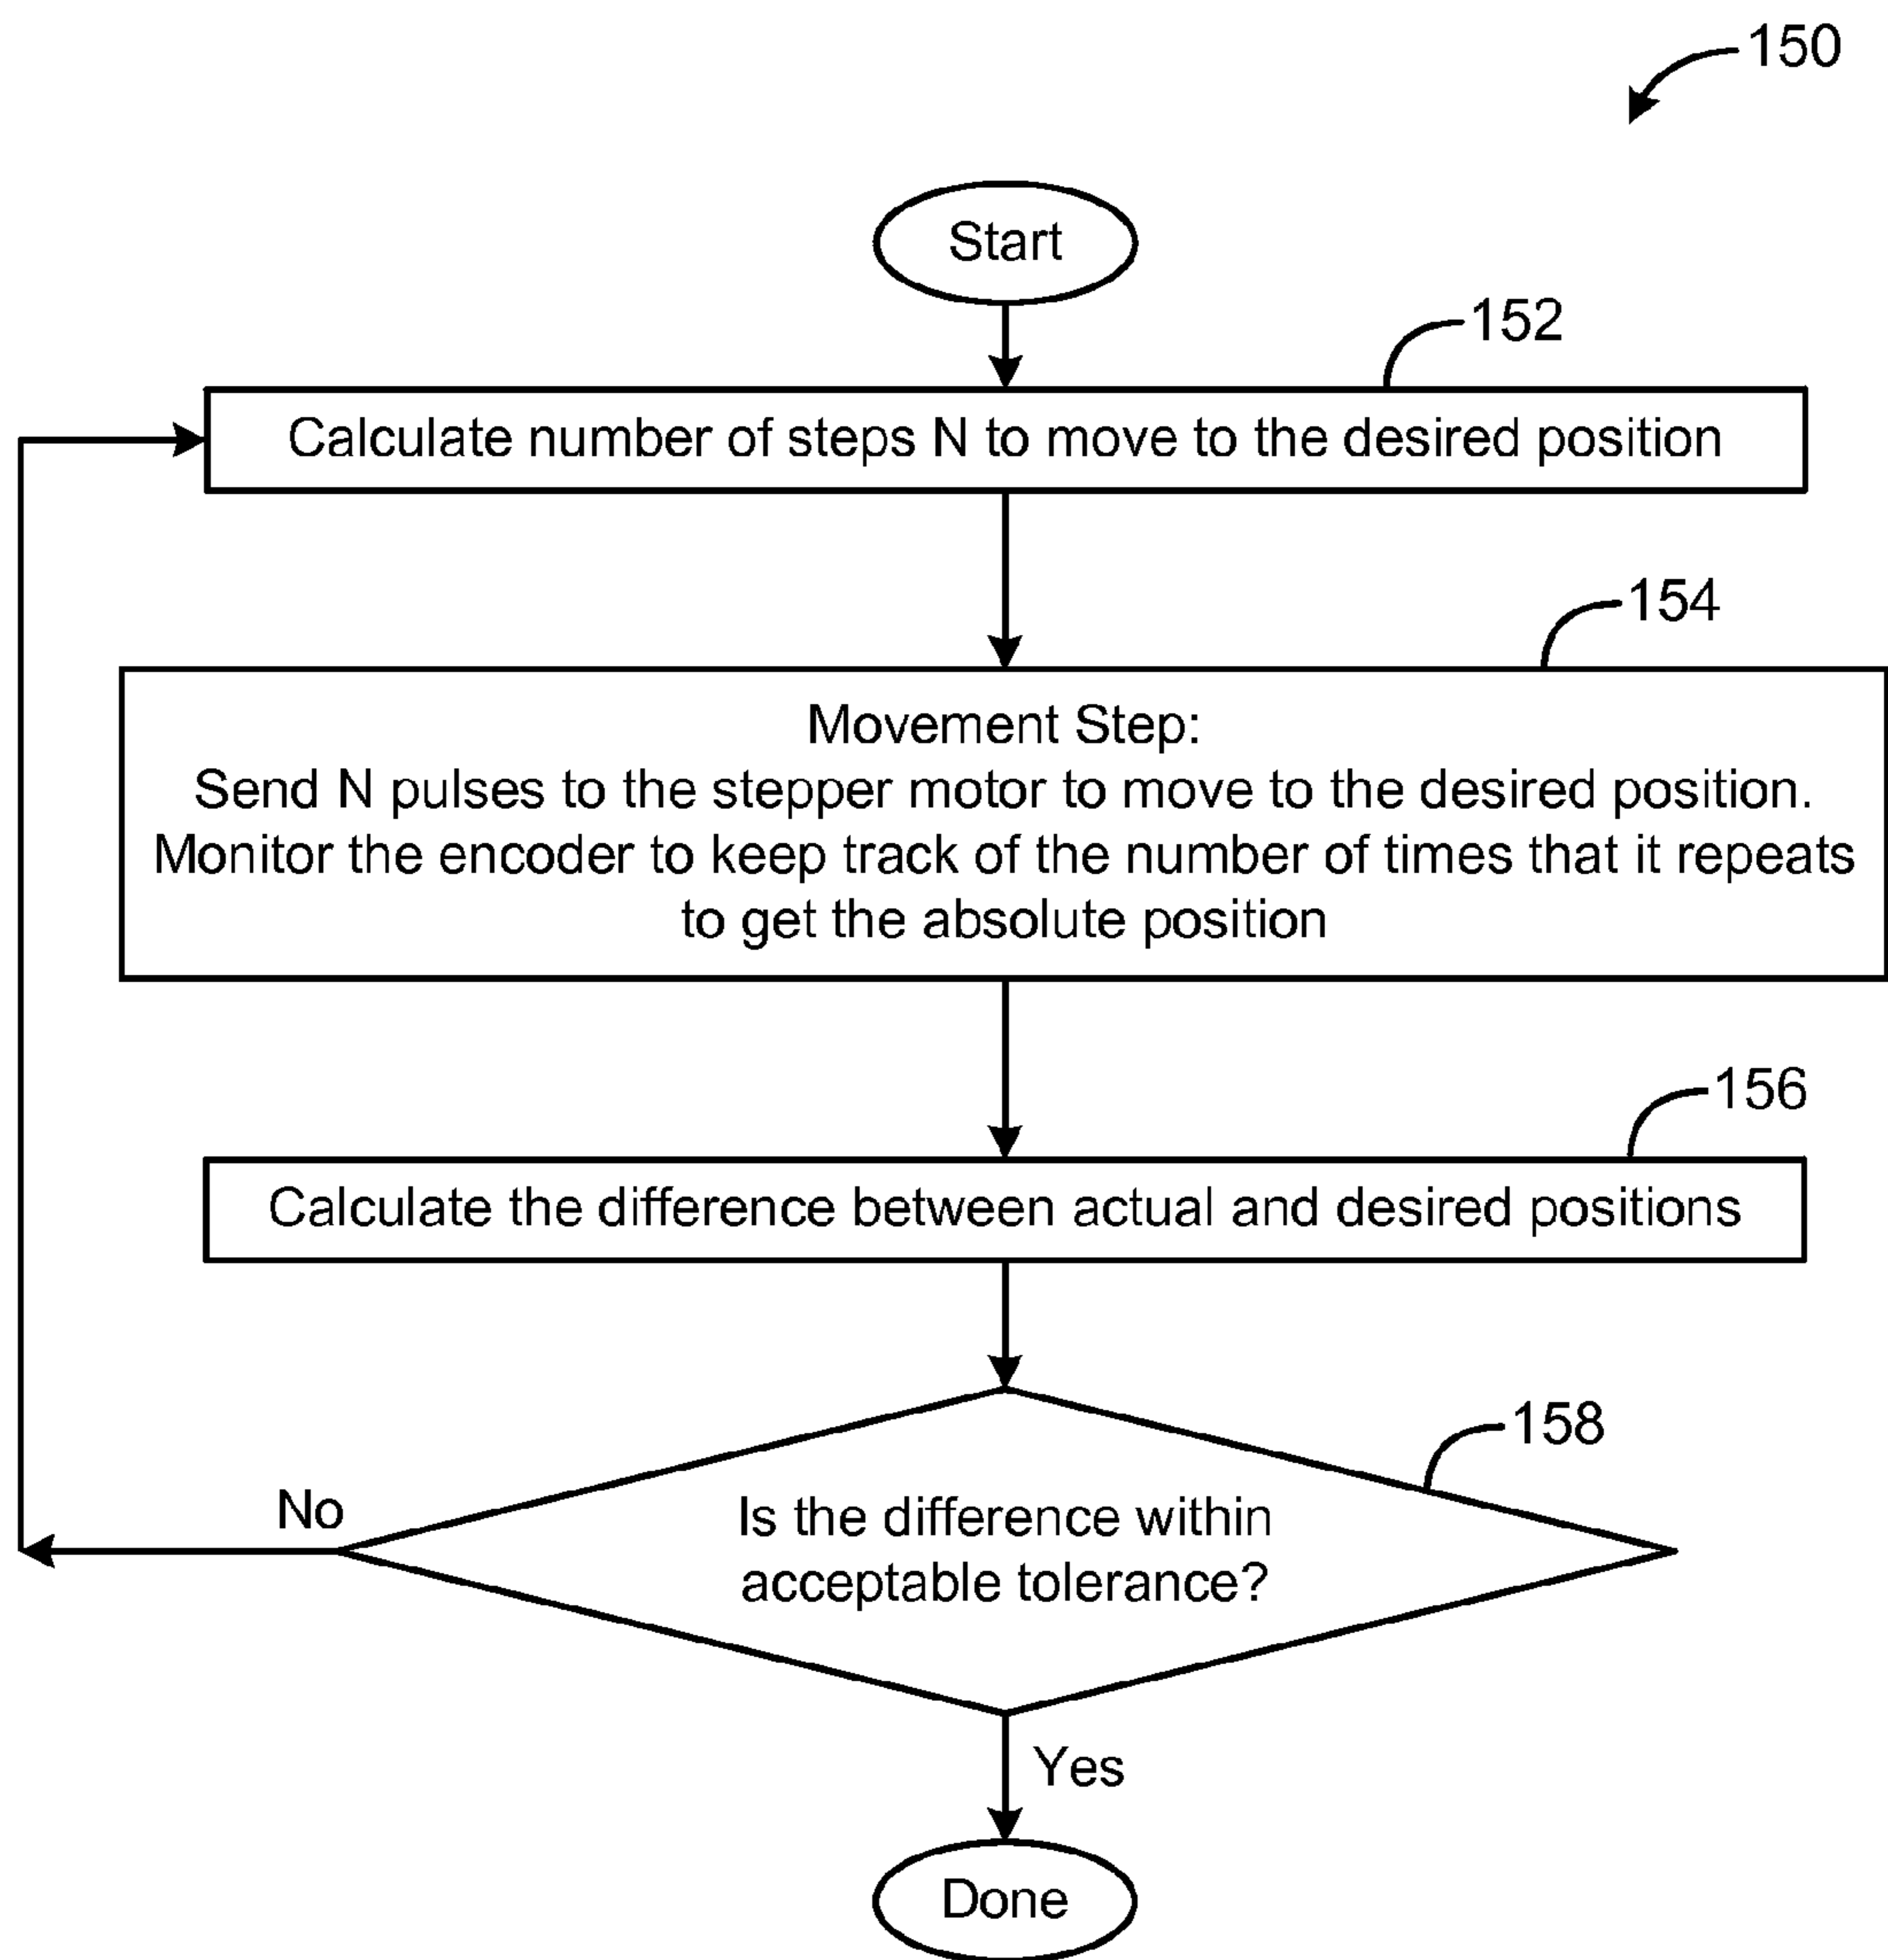 150
Start
152
Calculate number of steps N to move to the desired position
154
Movement Step:
Send N pulses to the stepper motor to move to the desired position.
Monitor the encoder to keep track of the number of times that it repeats
to get the absolute position
156
Calculate the difference between actual and desired positions
158
No
Is the difference within
acceptable tolerance?
Yes
Done